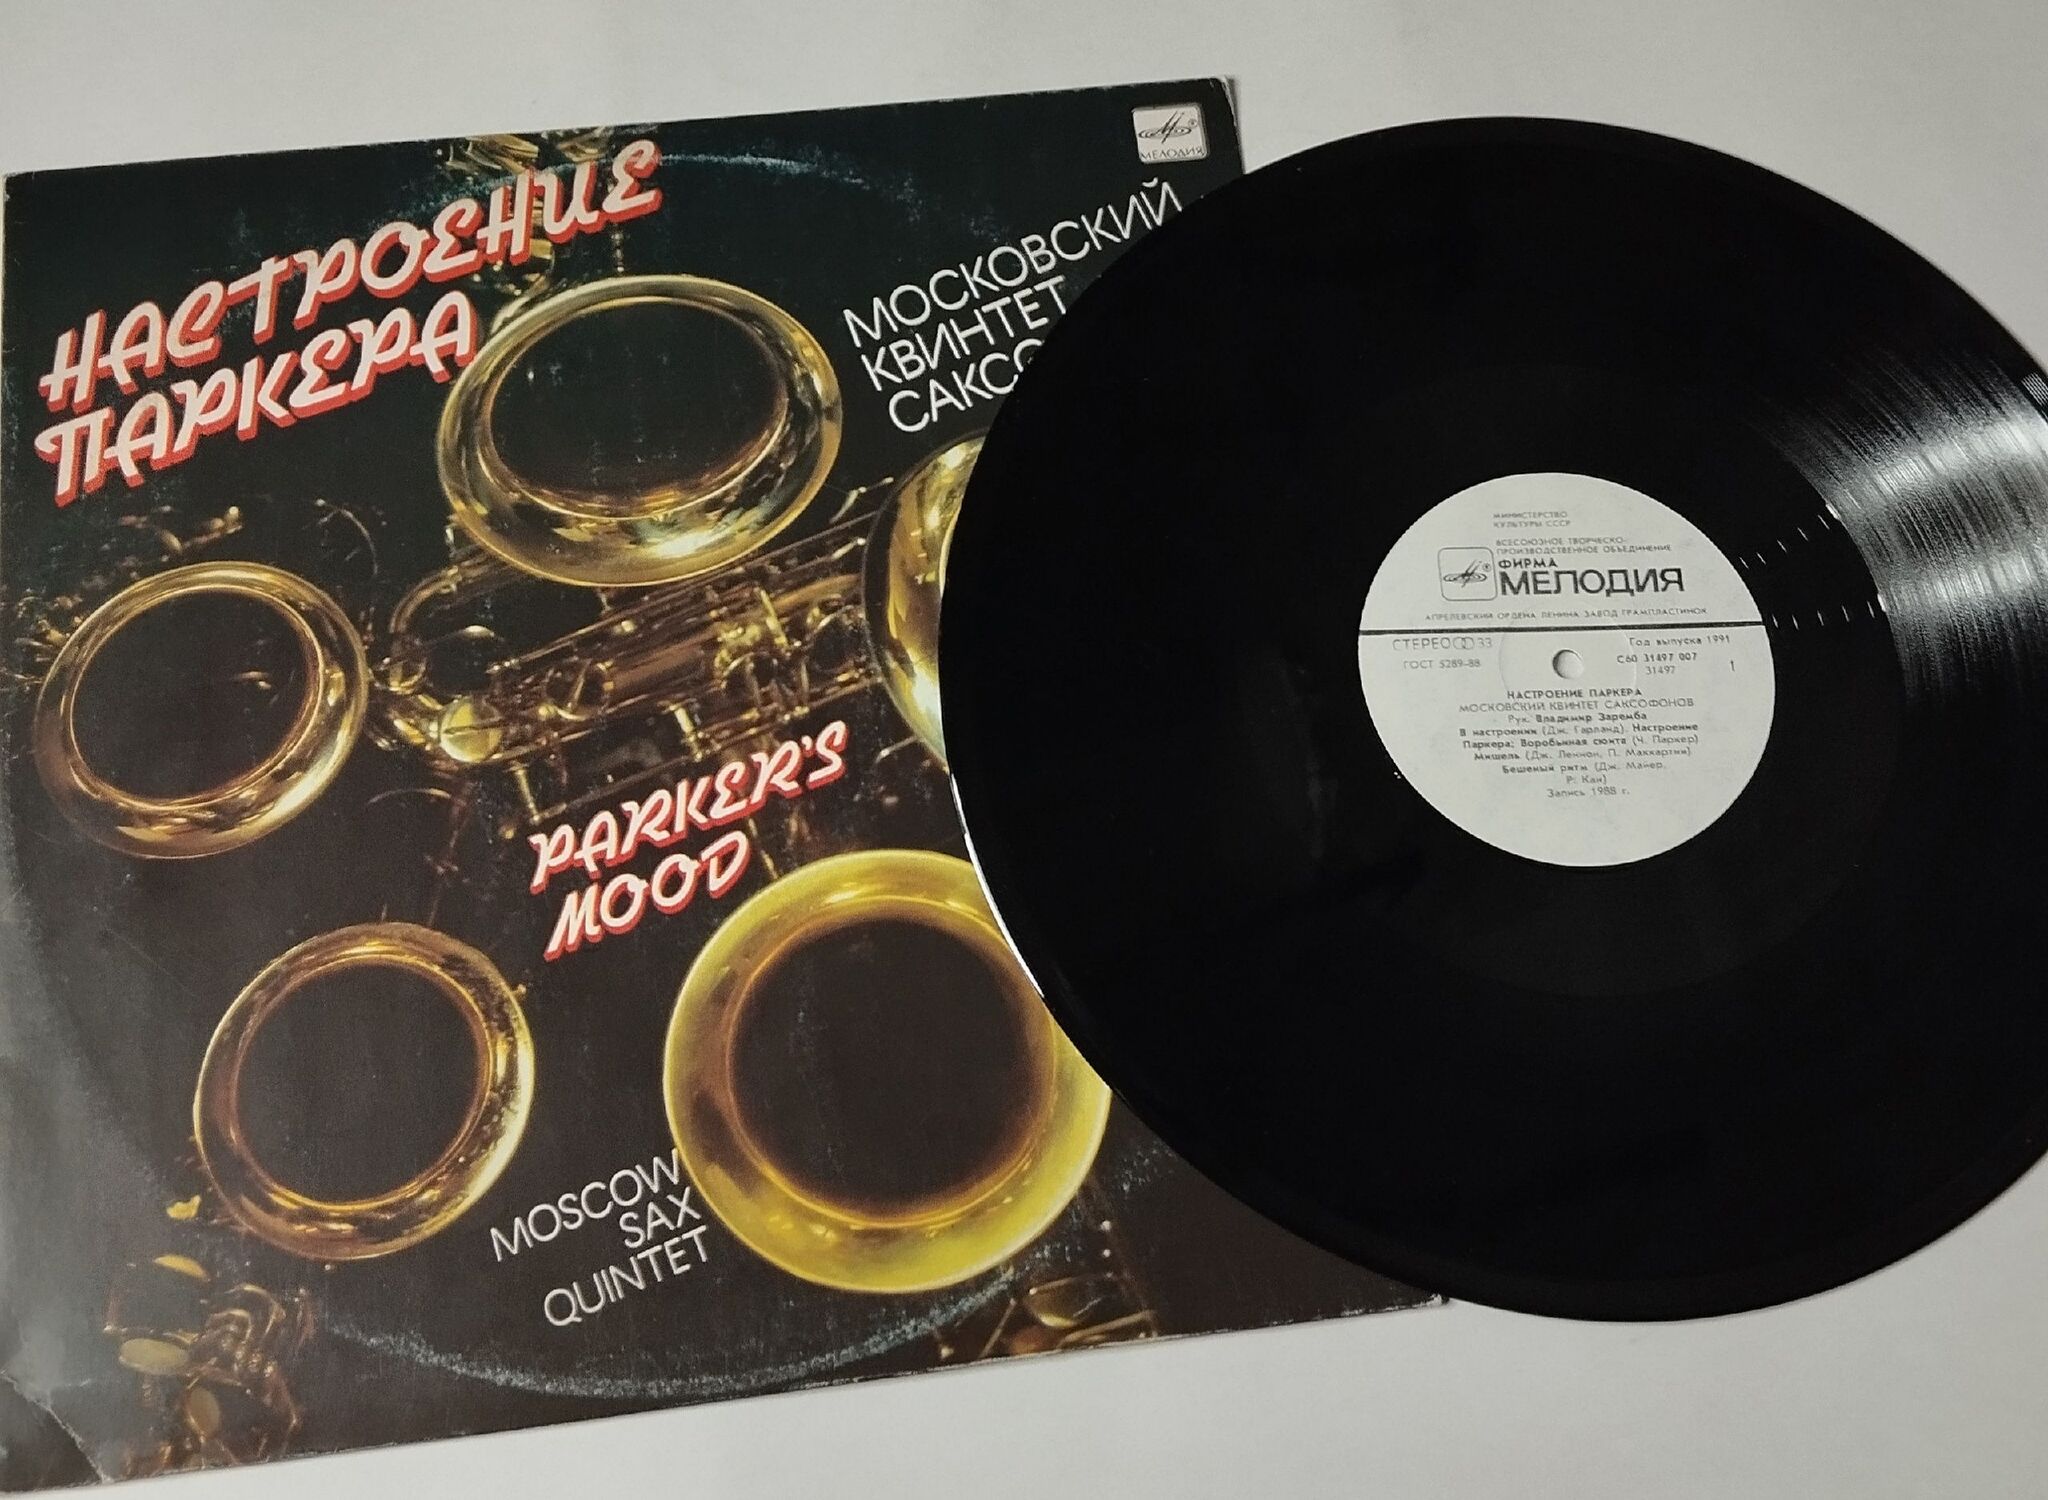 НАСТРОЕНИЕ
ПАРКЕРА
МЕЛОДИЯ
МОСКОВСКИЙ
КВИНТЕТ
PARKER'S
MOOD
MOSCOW
SAX
QUINTET
МИНИСТЕРСТВО
КУЛЬТУРЫ СССР
ВСЕСОЮЗНОЕ ТВОРЧЕСКО-
ПРОИЗВОДСТВЕННОЕ ОБЪЕДИНЕНИЕ
ФИРМА
МЕЛОДИЯ
АПРЕЛЕВСКИЙ ОРДЕНА ЛЕНИНА ЗАВОД ГРАМПЛАСТИНОК
СТЕРЕО 33
Год выпуска 1991
ГОСТ 5289-88
С60 31497 007
31497
1
НАСТРОЕНИЕ ПАРКЕРА
МОСКОВСКИЙ КВИНТЕТ САКСОФОНОВ
Рук. Владимир Заремба
В настроении (Дж. Гарланд). Настроение
Паркера; Воробьиная сюита (Ч. Паркер)
Мишель (Дж. Леннон, П. Маккартни).
Бешеный ритм (Дж. Майер,
Р. Кан)
Запись 1988 г.